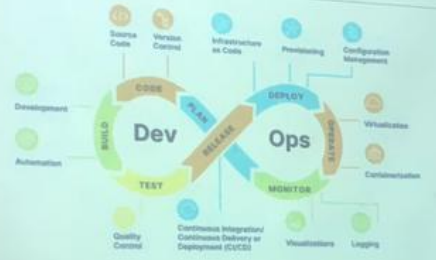 Source
Code
Version
Control
Infrastructure
as Code
Provisioning
Configuration
Management
CODE
PLAN
DEPLOY
Development
BUILD
Dev
RELEASE
Ops
OPERATE
Virtualization
Automation
TEST
MONITOR
Containerization
Quality
Control
Continuous Integration/
Continuous Delivery or
Deployment (CI/CD)
Visualizations
Logging